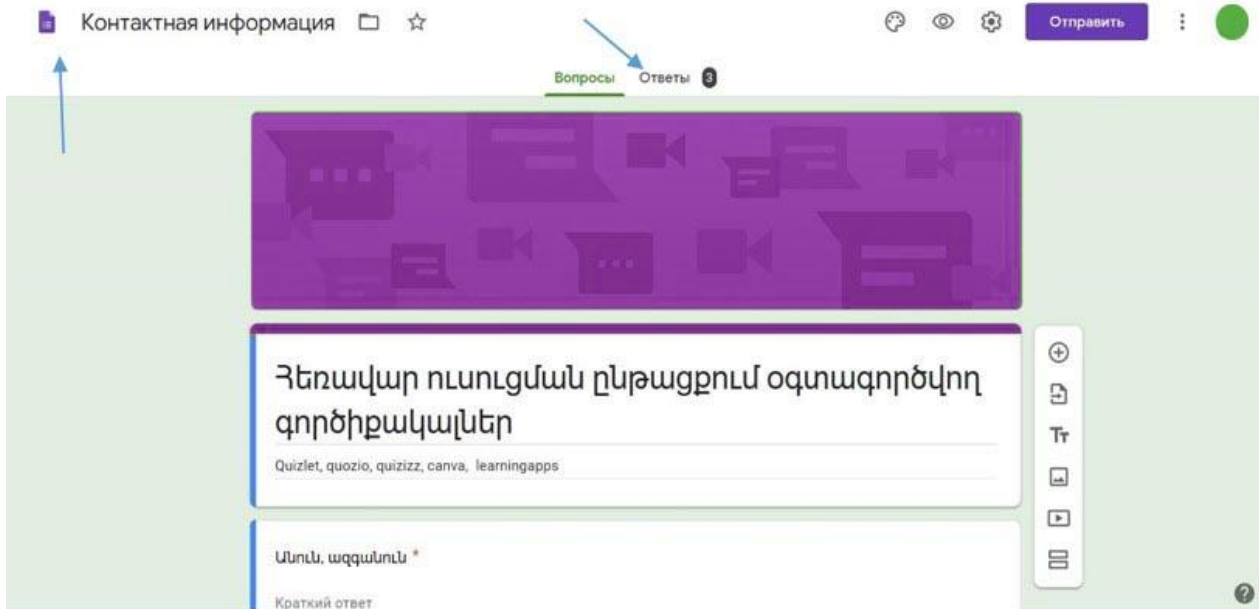 Контактная информация
Отправить
Вопросы Ответы 3
Հեռավար ուսուցման ընթացքում օգտագործվող
գործիքակալներ
Quizlet, quozio, quizizz, canva, learningapps
Անուն, ազգանուն *
Краткий ответ